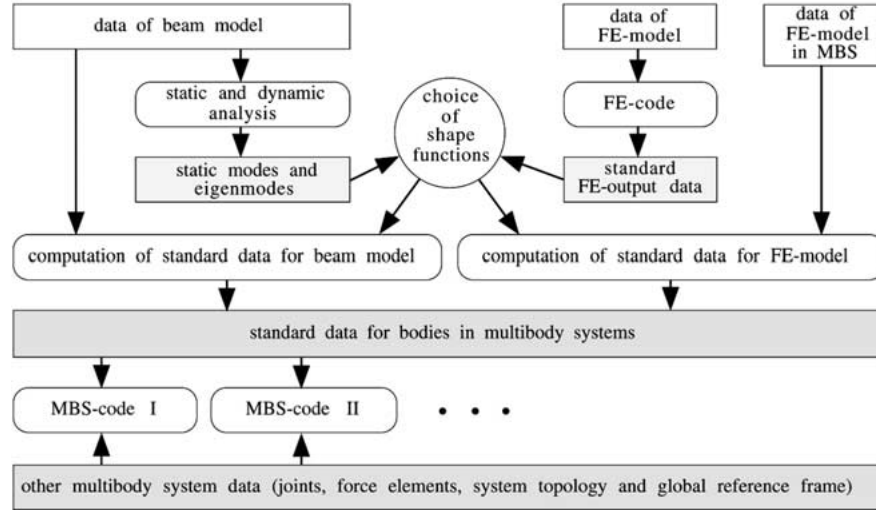 data of beam model
data of
FE-model
data of
FE-model
in MBS
static and dynamic
analysis
choice
of
shape
functions
FE-code
static modes and
eigenmodes
standard
FE-output data
computation of standard data for beam model
computation of standard data for FE-model
standard data for bodies in multibody systems
MBS-code I
MBS-code II
• • •
other multibody system data (joints, force elements, system topology and global reference frame)